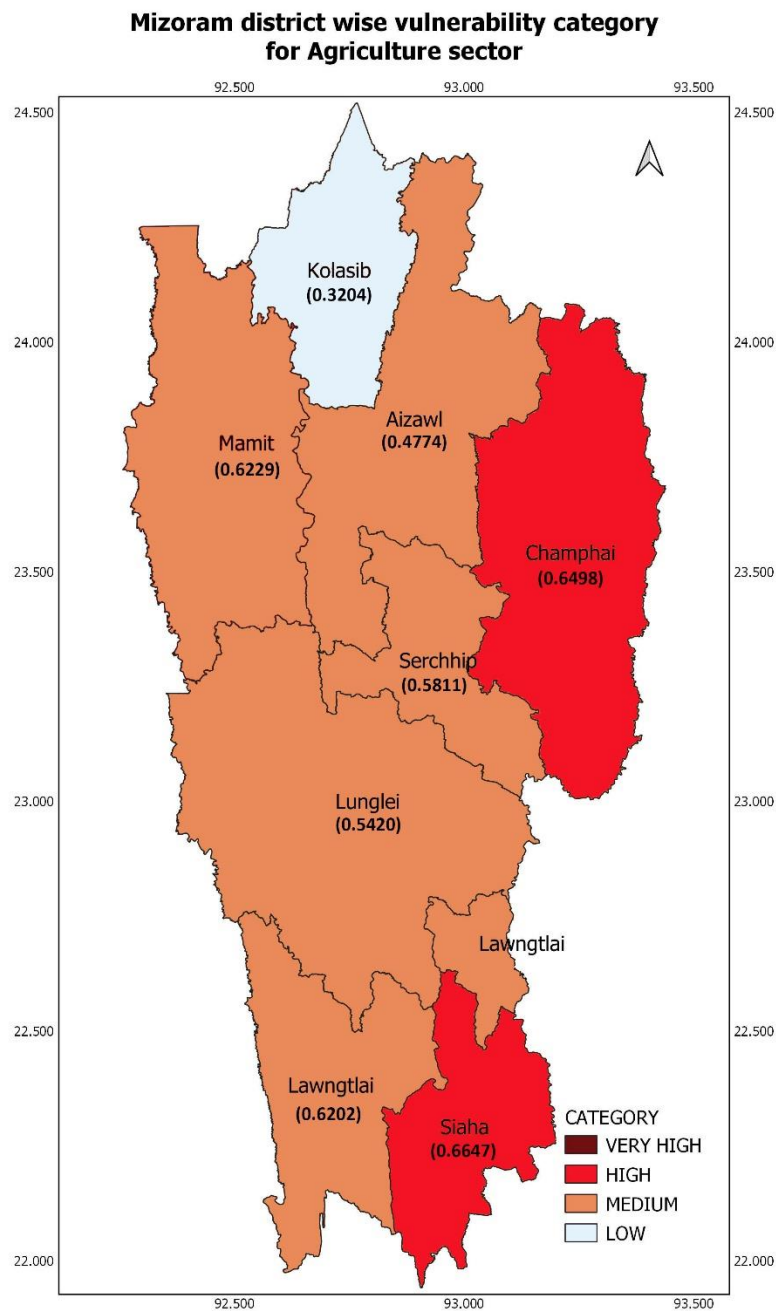 Mizoram district wise vulnerability category
for Agriculture sector
92.500 93.000 93.500
24.500 24.500
Kolasib
(0.3204)
24.000 24.000
Aizawl
(0.4774)
Mamit
(0.6229)
Champhai
(0.6498)
23.500 23.500
Serchhip
(0.5811)
23.000 23.000
Lunglei
(0.5420)
Lawngtlai
22.500 22.500
Lawngtlai
(0.6202)
Siaha
(0.6647)
CATEGORY
VERY HIGH
HIGH
MEDIUM
LOW
22.000 22.000
92.500 93.000 93.500